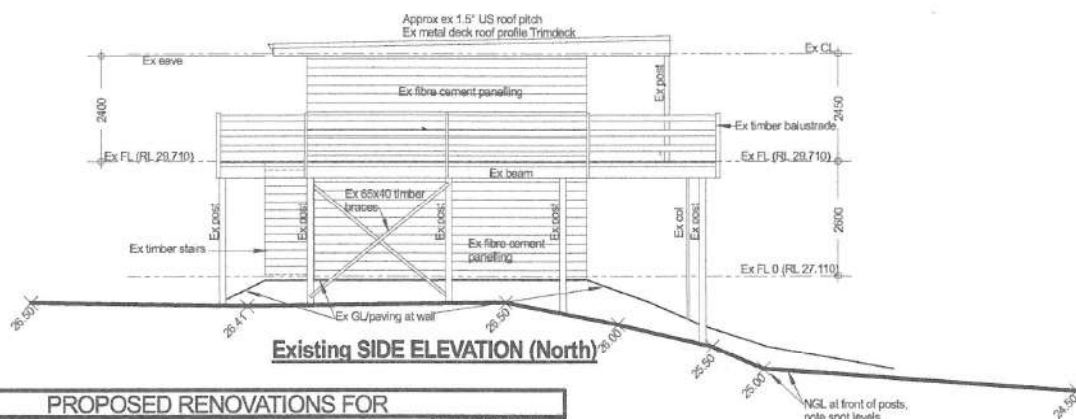 Approx ex 1.5° US roof pitch
Ex metal deck roof profile Trimdeck
Ex eave
Ex CL
Ex fibre cement panelling
Ex post
2400
2450
Ex timber balustrade
Ex FL (RL 29.710)
Ex FL (RL 29.710)
Ex beam
Ex 65x40 timber
braces
Ex post
Ex post
Ex post
Ex post
Ex col
Ex post
2600
Ex timber stairs
Ex fibre cement
panelling
Ex FL 0 (RL 27.110)
Ex GL/paving at wall
26.50
26.41
26.50
26.00
25.50
25.00
24.50
Existing SIDE ELEVATION (North)
NGL at front of posts,
note spot levels
PROPOSED RENOVATIONS FOR